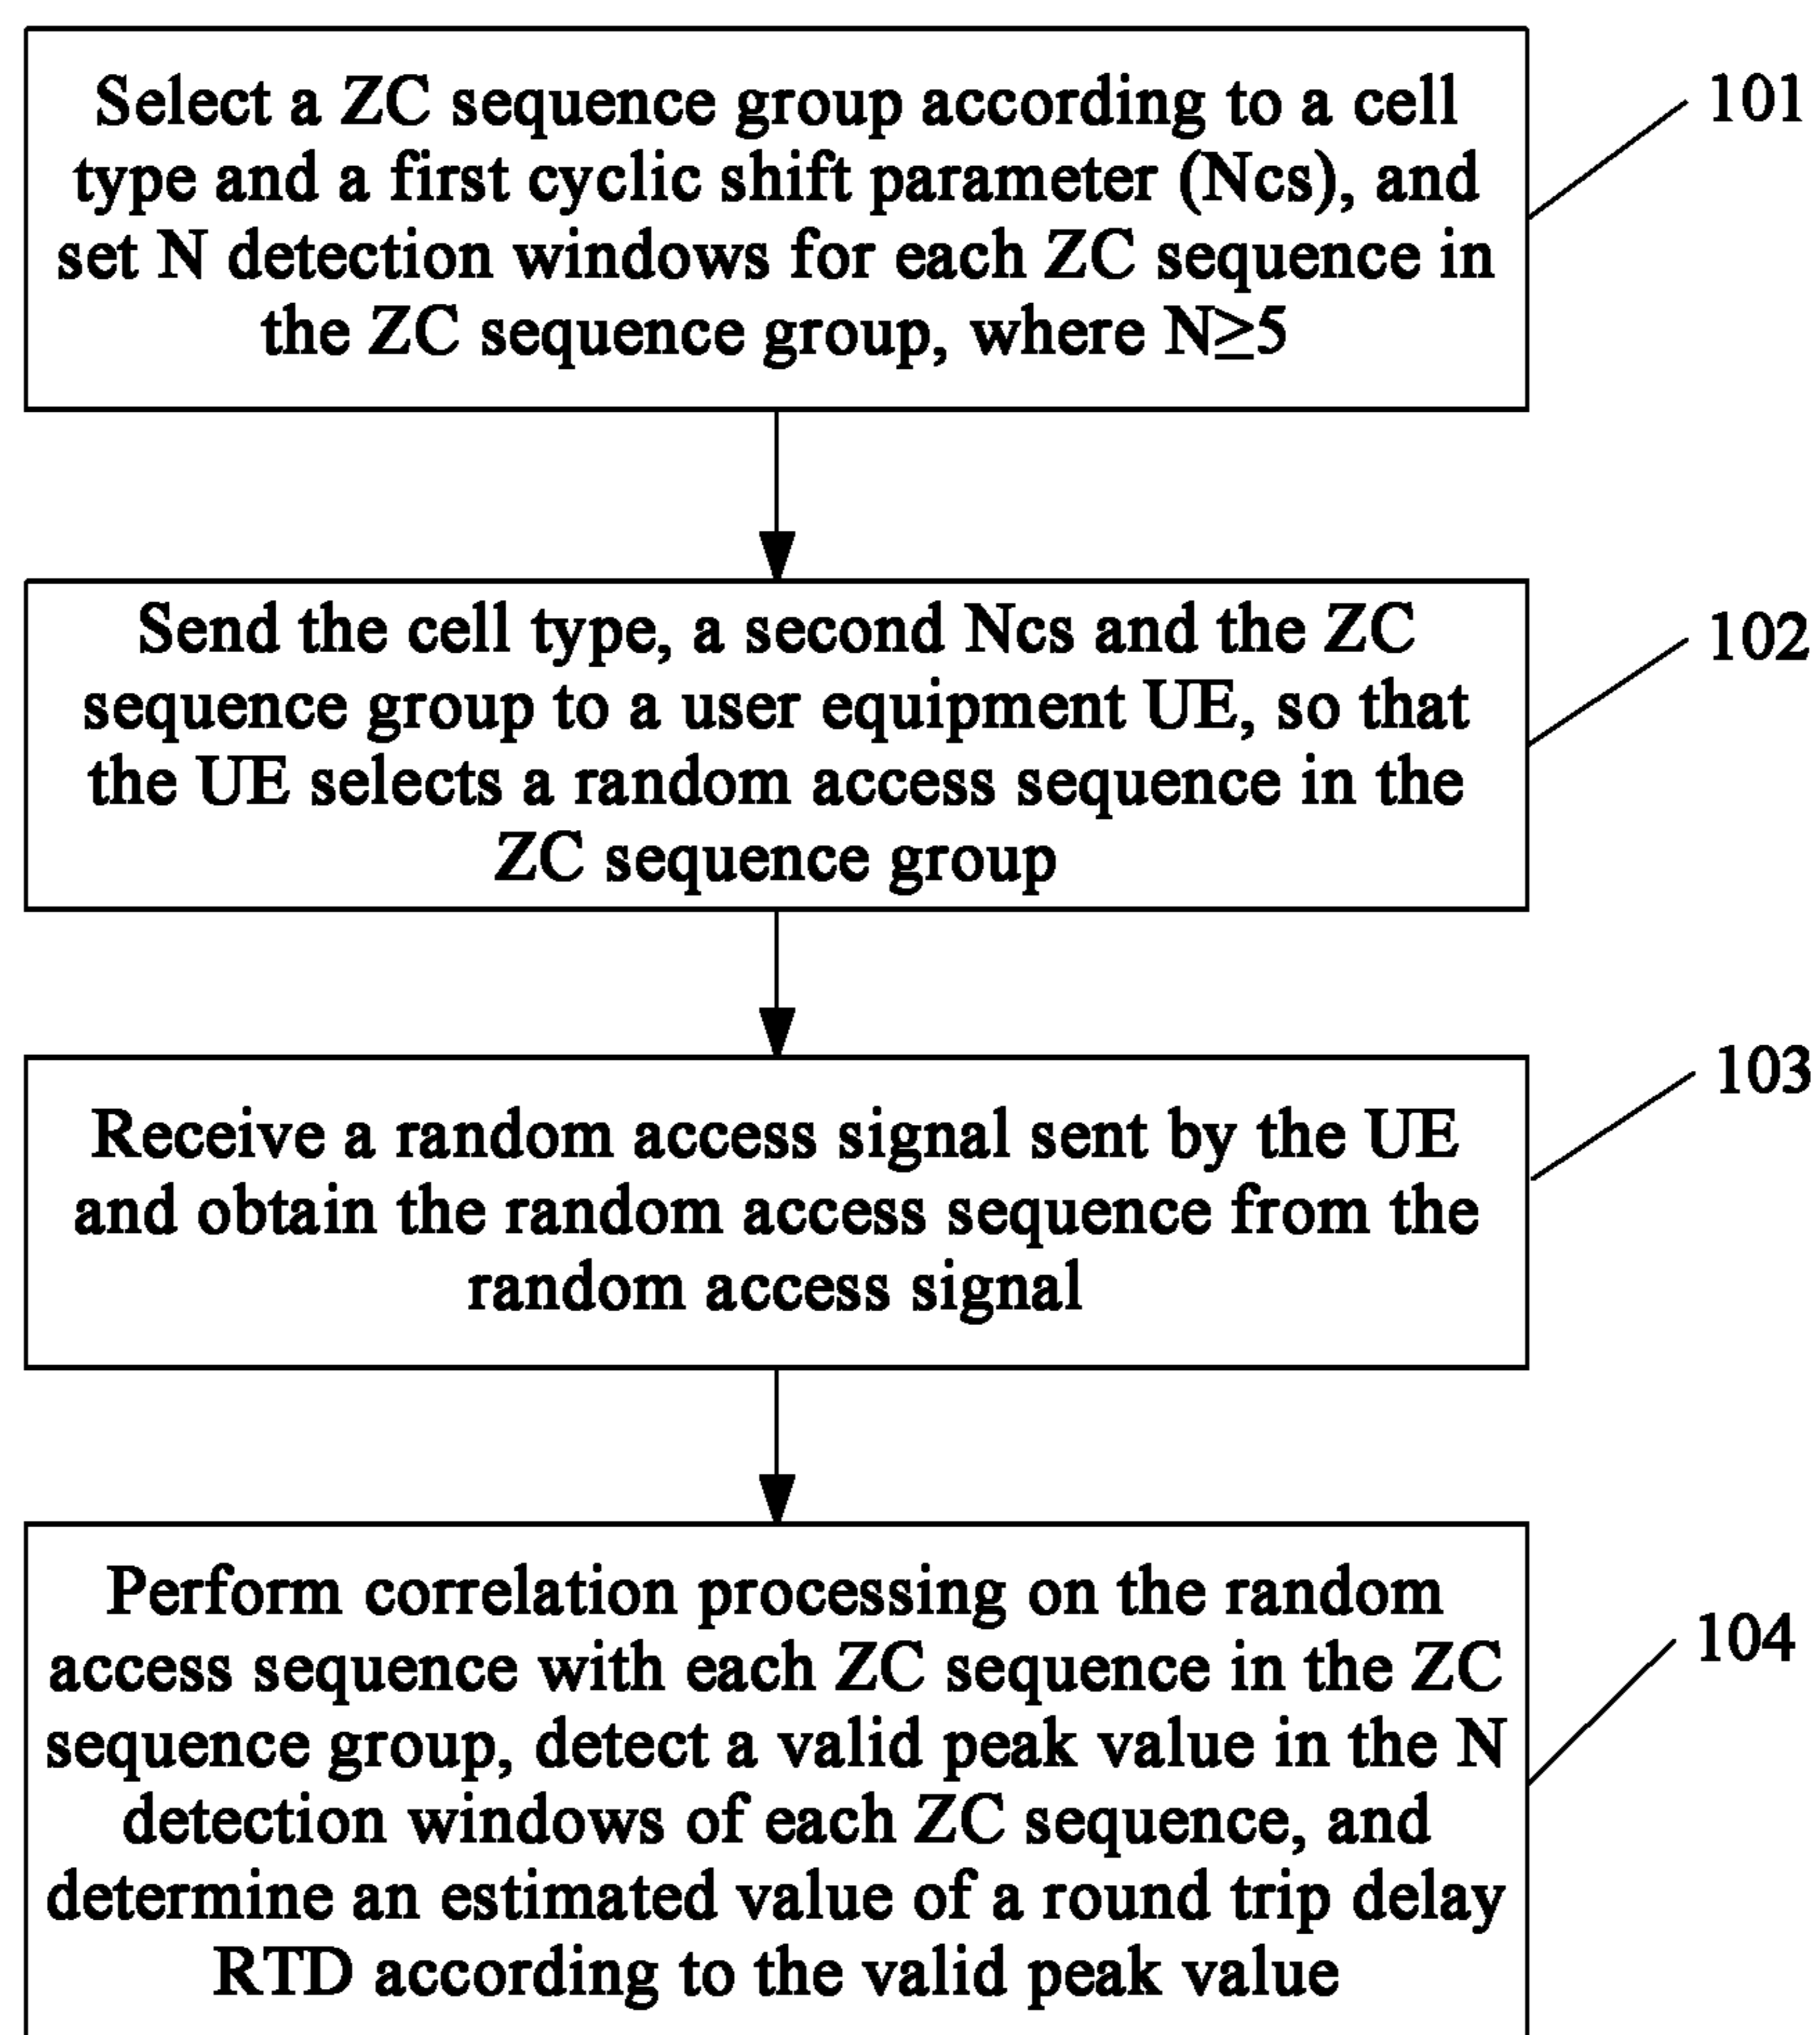 Select a ZC sequence group according to a cell
type and a first cyclic shift parameter (Ncs), and
set N detection windows for each ZC sequence in
the ZC sequence group, where N≥5
101
Send the cell type, a second Ncs and the ZC
sequence group to a user equipment UE, so that
the UE selects a random access sequence in the
ZC sequence group
102
Receive a random access signal sent by the UE
and obtain the random access sequence from the
random access signal
103
Perform correlation processing on the random
access sequence with each ZC sequence in the ZC
sequence group, detect a valid peak value in the N
detection windows of each ZC sequence, and
determine an estimated value of a round trip delay
RTD according to the valid peak value
104